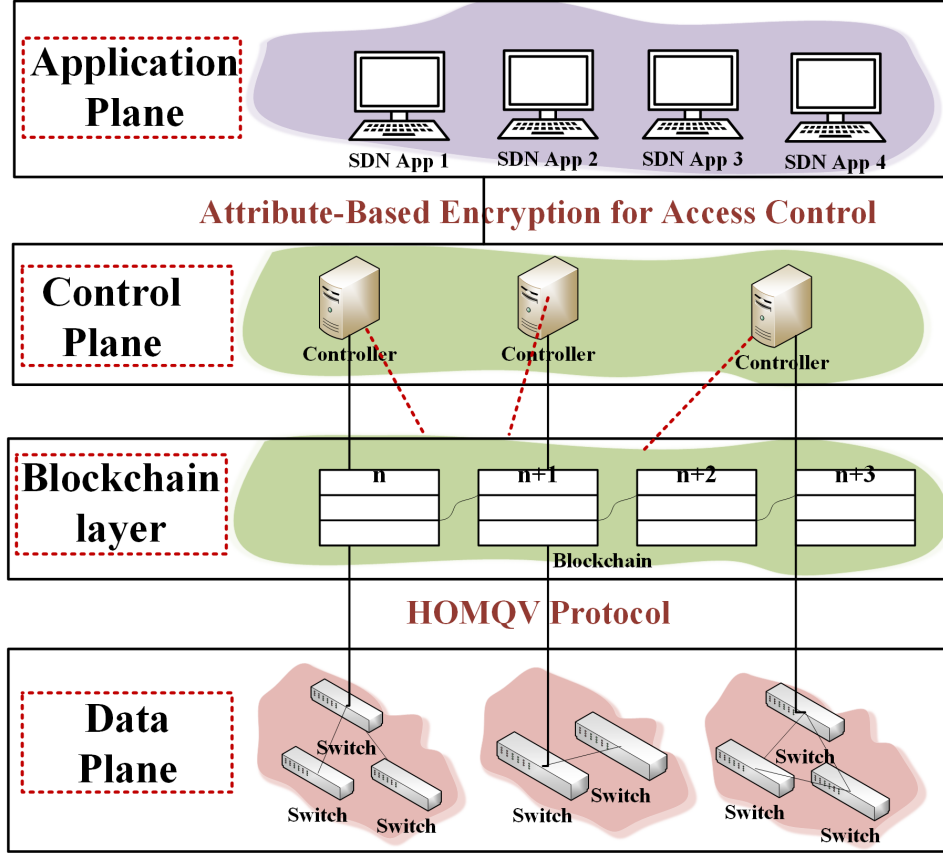 Application
Plane
SDN App 1
SDN App 2
SDN App 3
SDN App 4
Attribute-Based Encryption for Access Control
Control
Plane
Controller
Controller
Controller
Blockchain
layer
n
n+1
n+2
n+3
Blockchain
HOMQV Protocol
Data
Plane
Switch
Switch
Switch
Switch
Switch
Switch
Switch
Switch